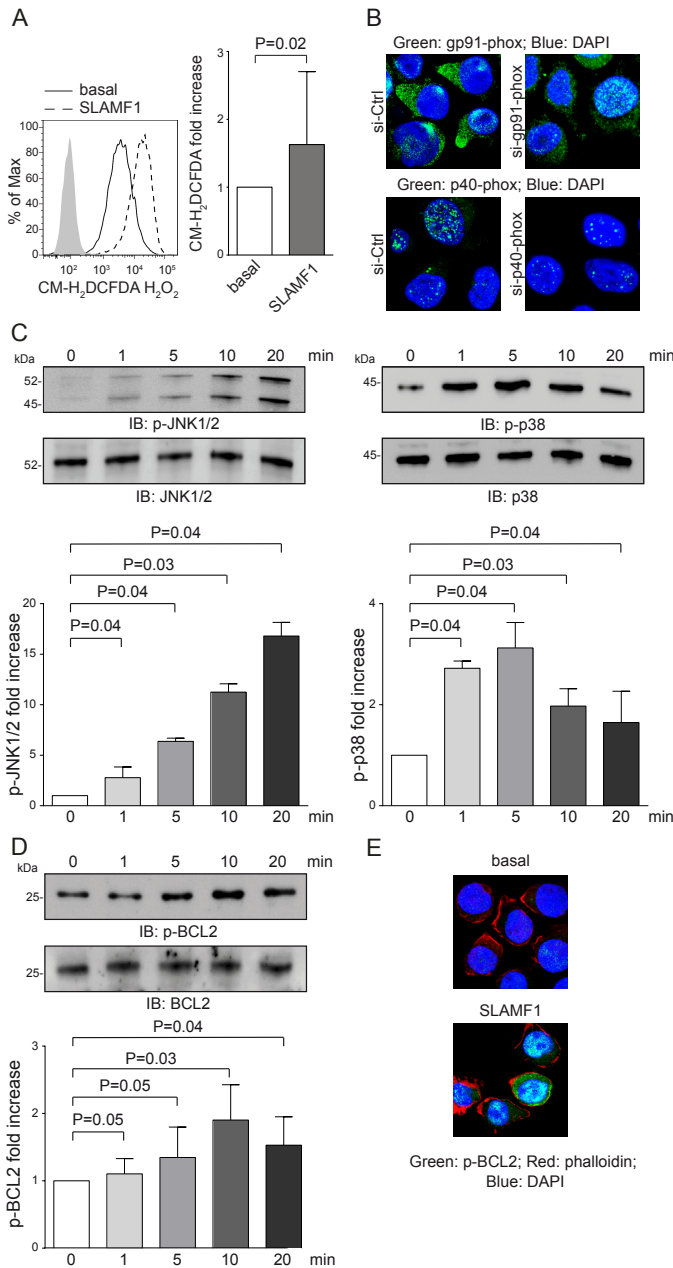 A
basal
SLAMF1
% of Max
100
80
60
40
20
0
10² 10³ 10⁴ 10⁵
CM-H₂DCFDA H₂O₂
P=0.02
CM-H₂DCFDA fold increase
3
2
1
0
basal
SLAMF1
B
Green: gp91-phox; Blue: DAPI
si-Ctrl
si-gp91-phox
Green: p40-phox; Blue: DAPI
si-Ctrl
si-p40-phox
C
kDa 0 1 5 10 20 min
52-
45-
IB: p-JNK1/2
52-
IB: JNK1/2
P=0.04
P=0.03
P=0.04
P=0.04
p-JNK1/2 fold increase
20
15
10
5
0
0 1 5 10 20 min
kDa 0 1 5 10 20 min
45-
IB: p-p38
45-
IB: p38
P=0.04
P=0.03
P=0.04
P=0.04
p-p38 fold increase
4
2
0
0 1 5 10 20 min
D
kDa 0 1 5 10 20 min
25-
IB: p-BCL2
25-
IB: BCL2
P=0.04
P=0.03
P=0.05
P=0.05
p-BCL2 fold increase
3
2
1
0
0 1 5 10 20 min
E
basal
SLAMF1
Green: p-BCL2; Red: phalloidin;
Blue: DAPI